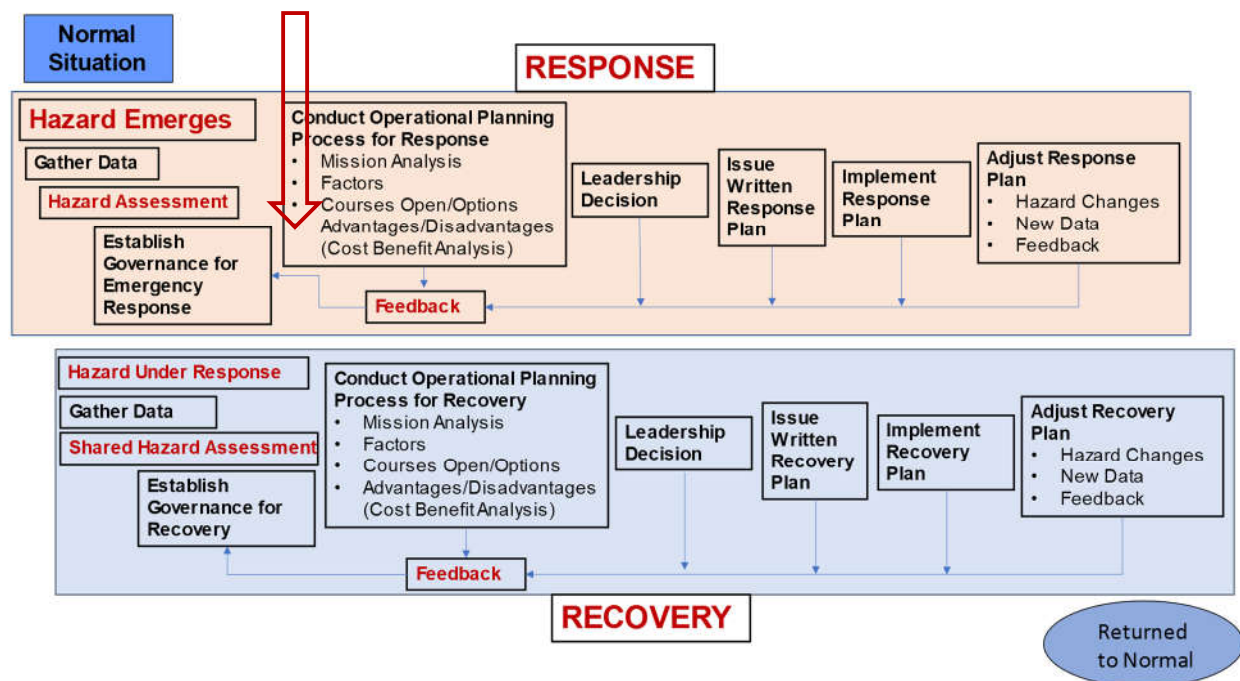 Normal
Situation
RESPONSE
Hazard Emerges
Gather Data
Hazard Assessment
Establish
Governance for
Emergency
Response
Conduct Operational Planning
Process for Response
• Mission Analysis
• Factors
• Courses Open/Options
Advantages/Disadvantages
(Cost Benefit Analysis)
Leadership
Decision
Issue
Written
Response
Plan
Implement
Response
Plan
Adjust Response
Plan
• Hazard Changes
• New Data
• Feedback
Feedback
Hazard Under Response
Gather Data
Shared Hazard Assessment
Establish
Governance for
Recovery
Conduct Operational Planning
Process for Recovery
• Mission Analysis
• Factors
• Courses Open/Options
• Advantages/Disadvantages
(Cost Benefit Analysis)
Leadership
Decision
Issue
Written
Recovery
Plan
Implement
Recovery
Plan
Adjust Recovery
Plan
• Hazard Changes
• New Data
• Feedback
Feedback
RECOVERY
Returned
to Normal